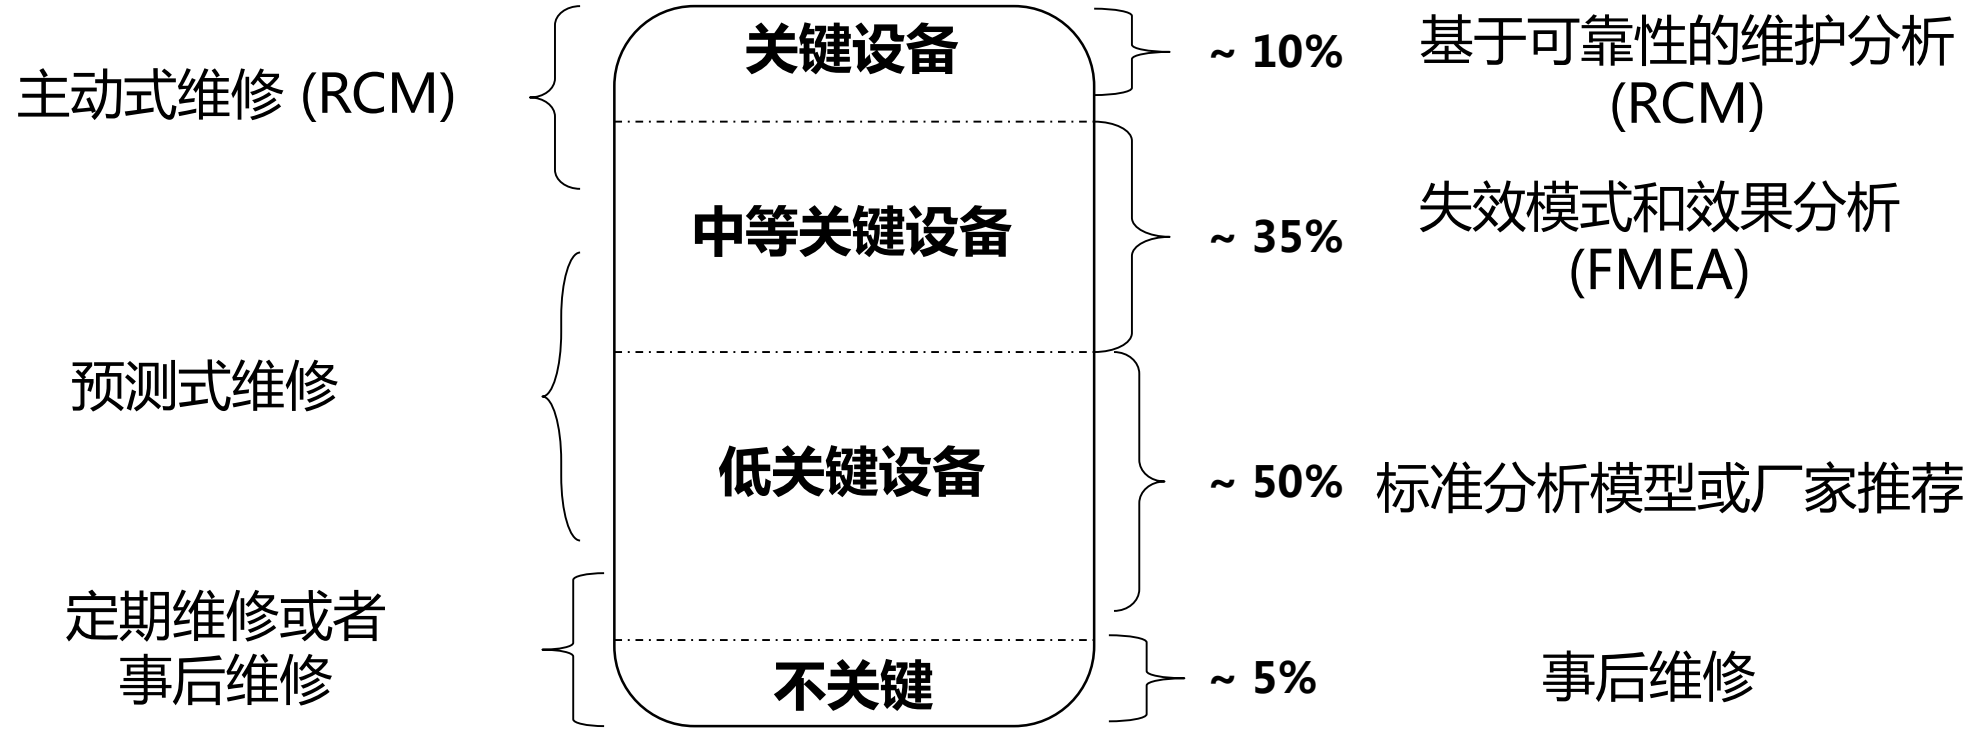 关键设备
~ 10%
基于可靠性的维护分析
(RCM)
主动式维修 (RCM)
中等关键设备
~ 35%
失效模式和效果分析
(FMEA)
预测式维修
低关键设备
~ 50%
标准分析模型或厂家推荐
定期维修或者
事后维修
不关键
~ 5%
事后维修